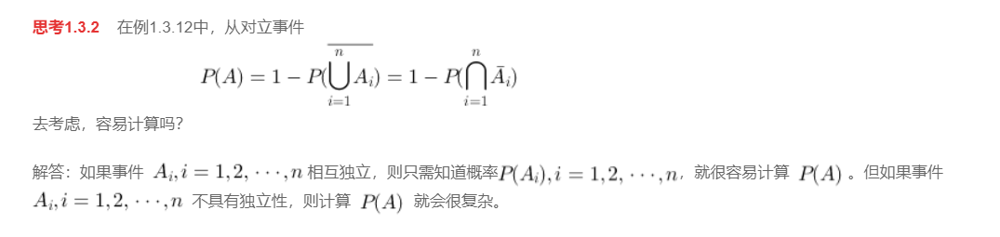 思考1.3.2 在例1.3.12中，从对立事件
$P(A) = 1 - P(\overline{\bigcup_{i=1}^{n} A_i}) = 1 - P(\bigcap_{i=1}^{n} \bar{A}_i)$
去考虑，容易计算吗？
解答：如果事件 $A_i, i = 1, 2, \cdots, n$ 相互独立，则只需知道概率$P(A_i), i = 1, 2, \cdots, n$，就很容易计算 $P(A)$ 。但如果事件
$A_i, i = 1, 2, \cdots, n$ 不具有独立性，则计算 $P(A)$ 就会很复杂。